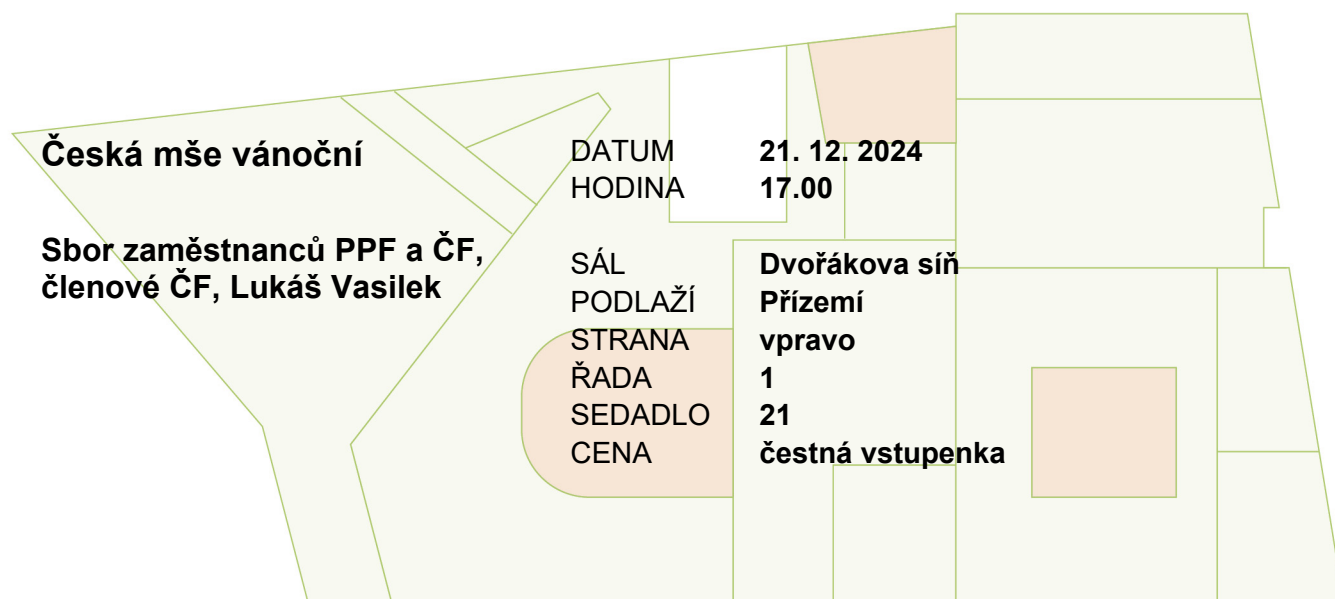 Česká mše vánoční
Sbor zaměstnanců PPF a ČF,
členové ČF, Lukáš Vasilek
DATUM 21. 12. 2024
HODINA 17.00
SÁL Dvořákova síň
PODLAŽÍ Přízemí
STRANA vpravo
ŘADA 1
SEDADLO 21
CENA čestná vstupenka